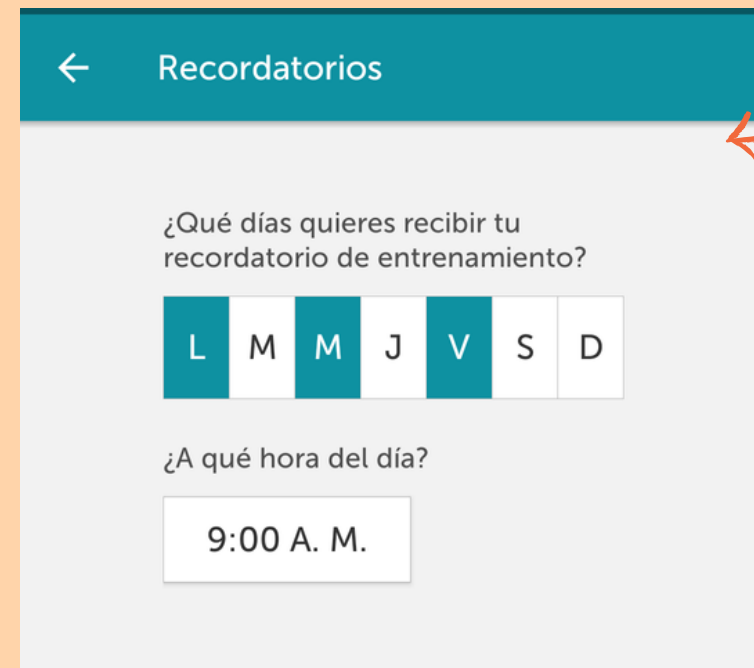 Recordatorios
¿Qué días quieres recibir tu
recordatorio de entrenamiento?
L M M J V S D
¿A qué hora del día?
9:00 A. M.